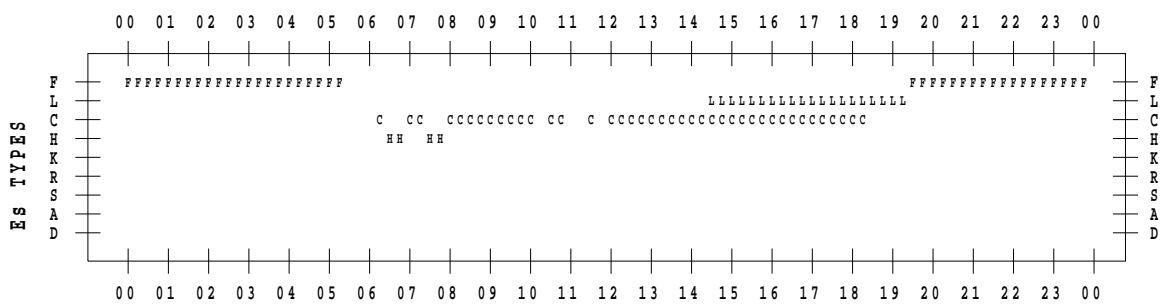 00 01 02 03 04 05 06 07 08 09 10 11 12 13 14 15 16 17 18 19 20 21 22 23 00
F FFFFFFFFFFFFFFFFFFFFFF FFFFFFFFFFFFFFFFFF F
L LLLLLLLLLLLLLLLLLLLL L
C C CC CCCCCCCCC CC C CCCCCCCCCCCCCCCCCCCCCCCCCC C
H HH HH H
K K
R R
S S
A A
D D
Es TYPES
00 01 02 03 04 05 06 07 08 09 10 11 12 13 14 15 16 17 18 19 20 21 22 23 00